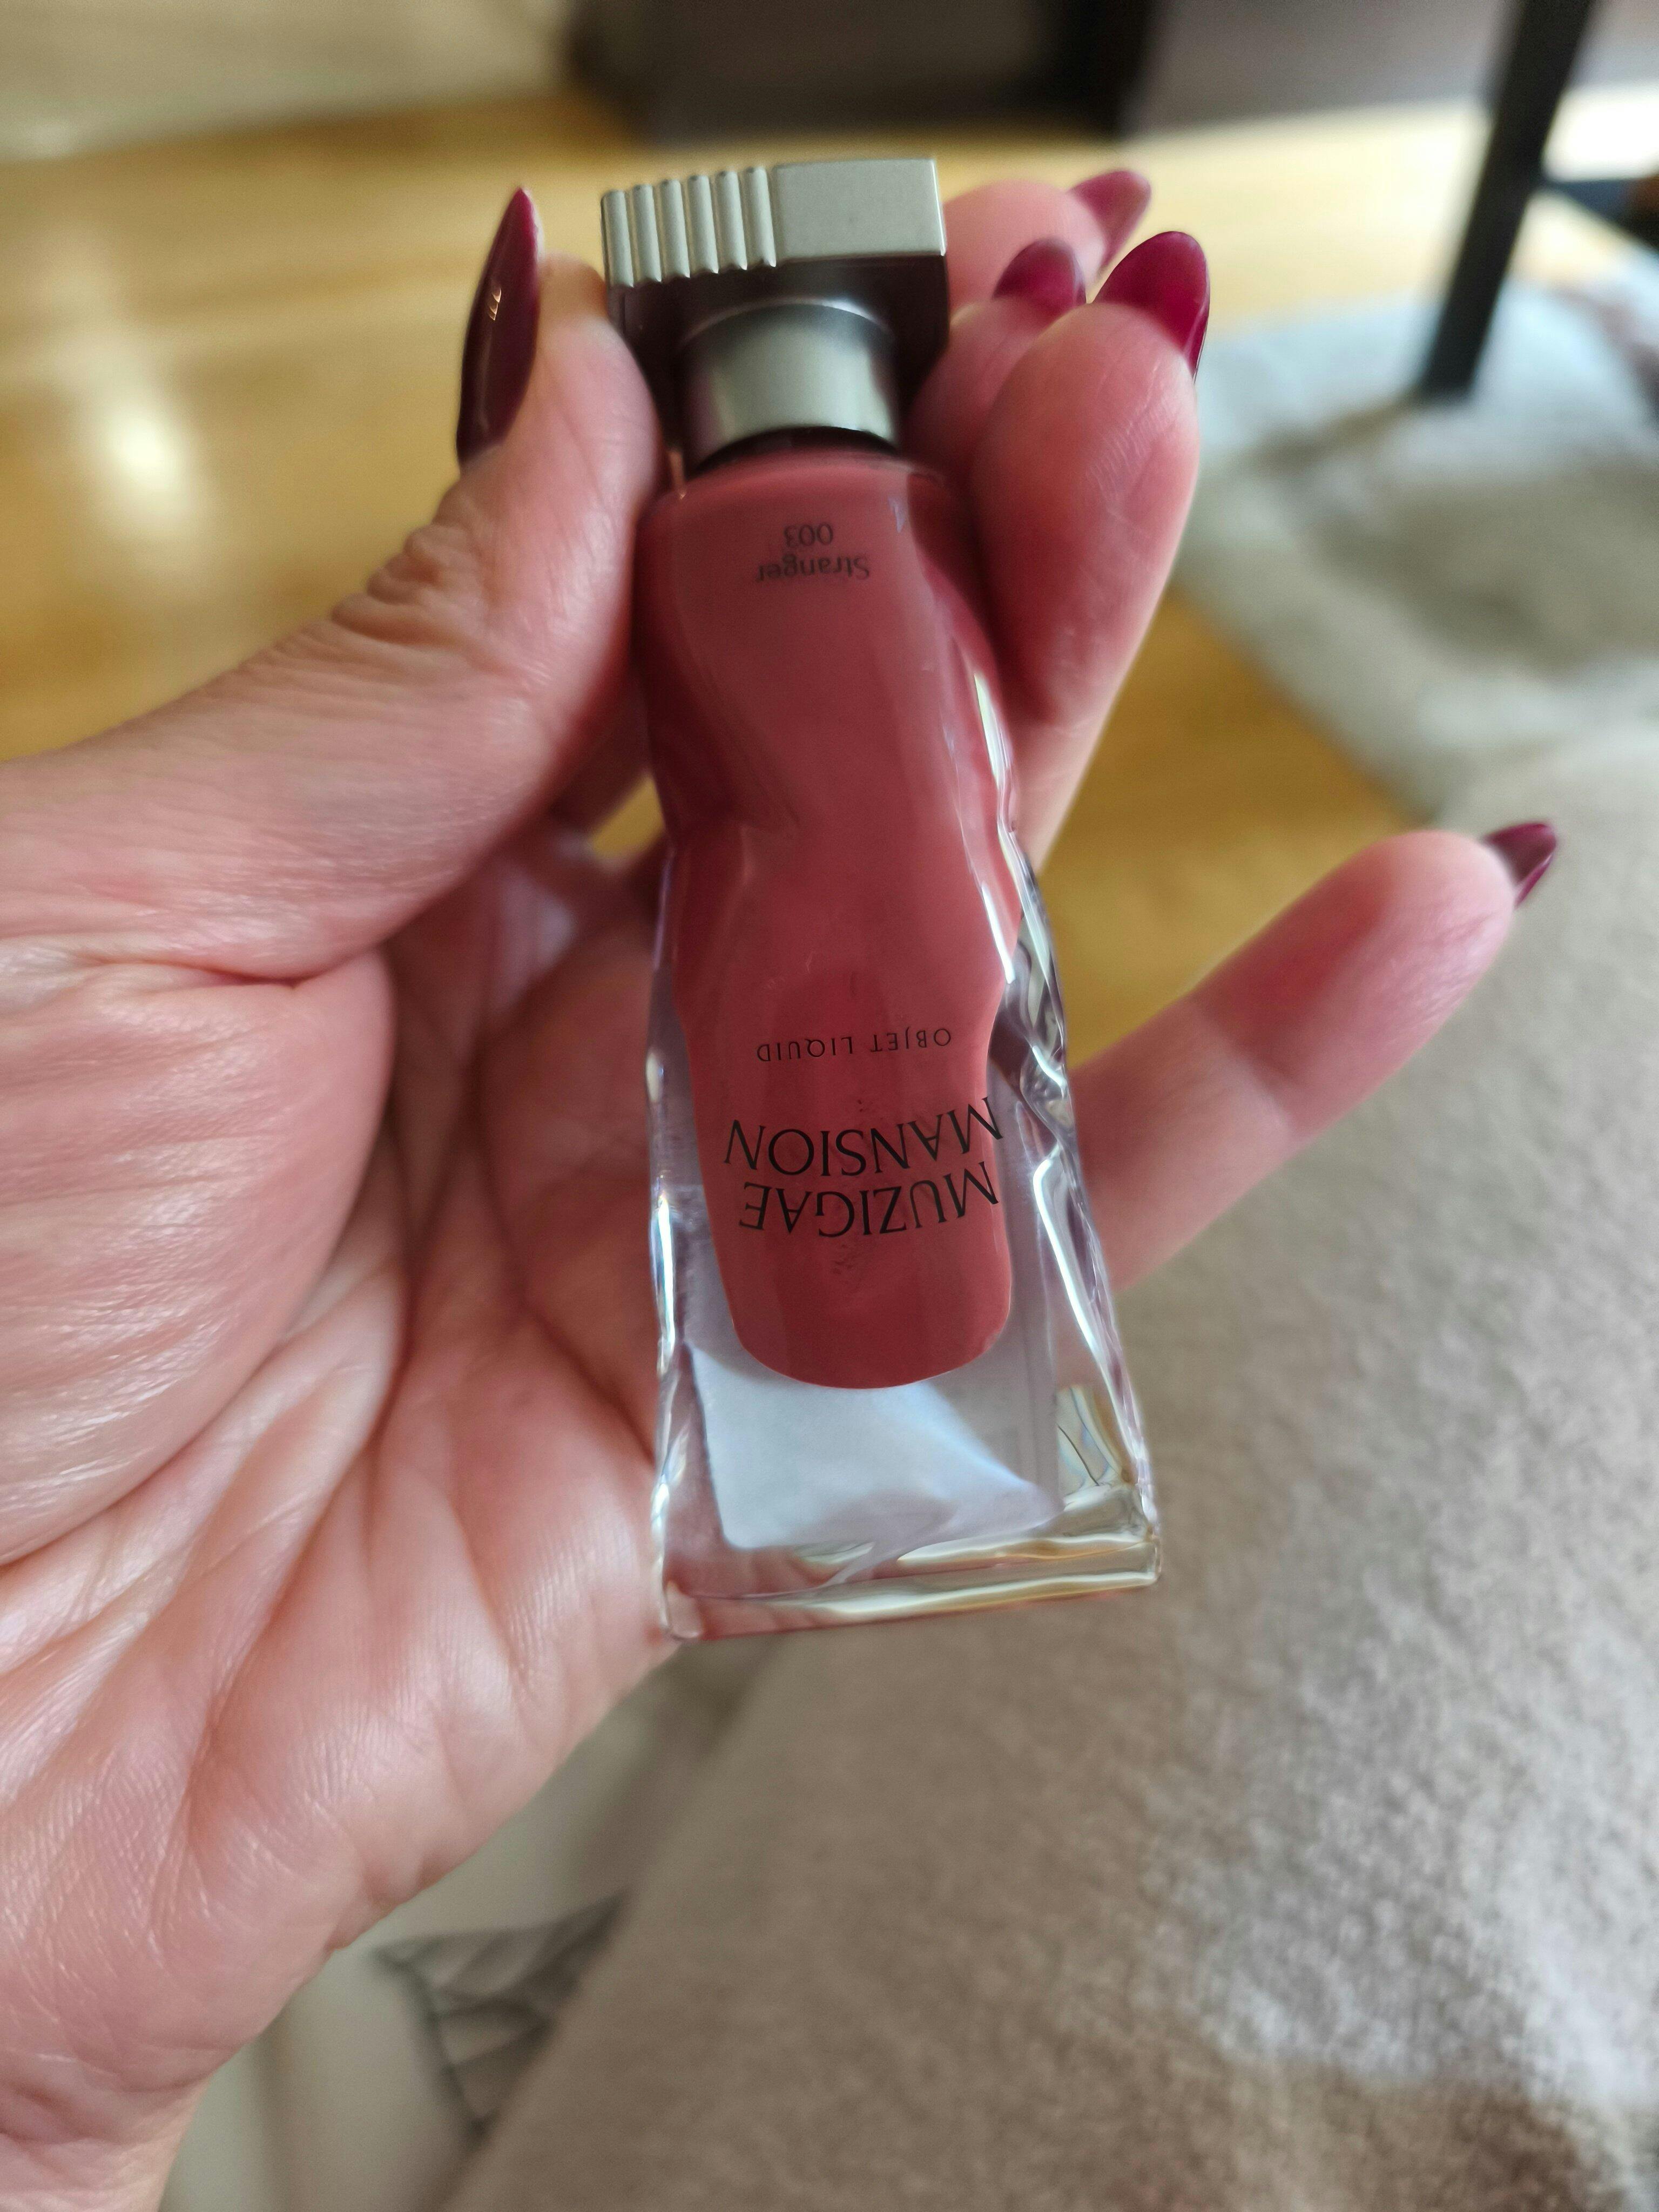 MUZIGAE
MANSION
OBJET LIQUID
Stranger
003